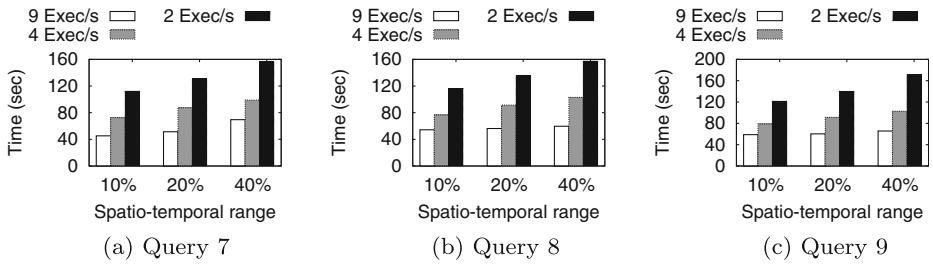 9 Exec/s 2 Exec/s
4 Exec/s
160
120
80
40
0
Time (sec)
10% 20% 40%
Spatio-temporal range
(a) Query 7
9 Exec/s 2 Exec/s
4 Exec/s
160
120
80
40
0
Time (sec)
10% 20% 40%
Spatio-temporal range
(b) Query 8
9 Exec/s 2 Exec/s
4 Exec/s
200
160
120
80
40
0
Time (sec)
10% 20% 40%
Spatio-temporal range
(c) Query 9